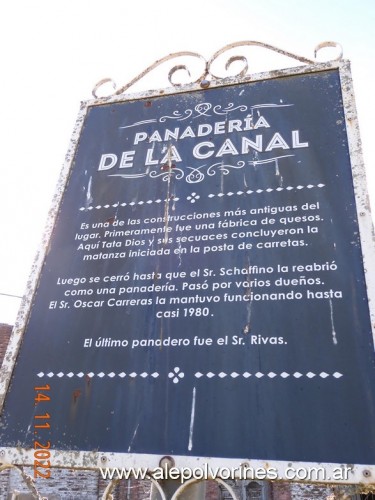 PANADERÍA
DE LA CANAL
Es una de las construcciones más antiguas del
lugar. Primeramente fue una fábrica de quesos.
Aquí Tata Dios y sus secuaces concluyeron la
matanza iniciada en la posta de carretas.
Luego se cerró hasta que el Sr. Schaffino la reabrió
como una panadería. Pasó por varios dueños.
El Sr. Oscar Carreras la mantuvo funcionando hasta
casi 1980.
El último panadero fue el Sr. Rivas.
14 11 2022
www.alepolvorines.com.ar